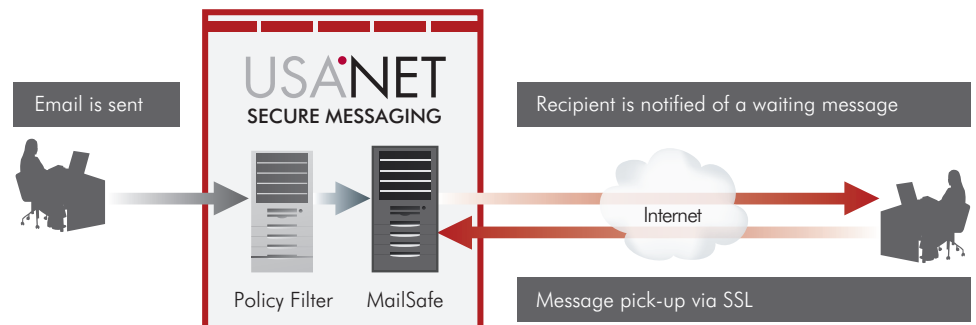 USA.NET
SECURE MESSAGING
Email is sent
Recipient is notified of a waiting message
Internet
Policy Filter
MailSafe
Message pick-up via SSL